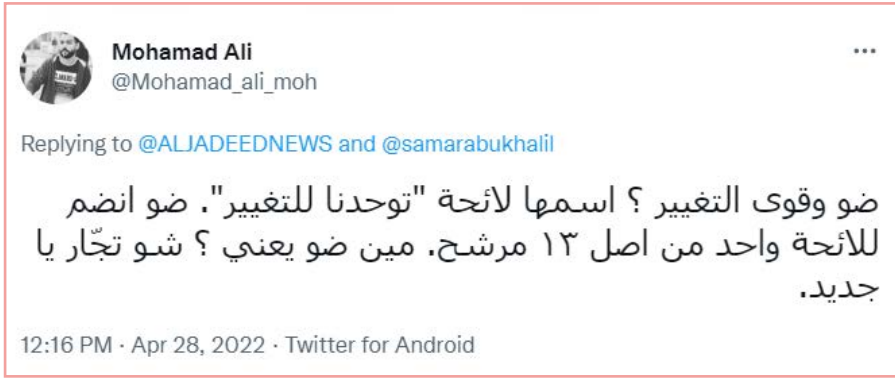 Mohamad Ali
@Mohamad_ali_moh
Replying to @ALJADEEDNEWS and @samarabukhalil
ضو وقوى التغيير ؟ اسمها لائحة "توحدنا للتغيير". ضو انضم
للائحة واحد من اصل ١٣ مرشح. مين ضو يعني ؟ شو تجّار يا
جديد.
12:16 PM · Apr 28, 2022 · Twitter for Android